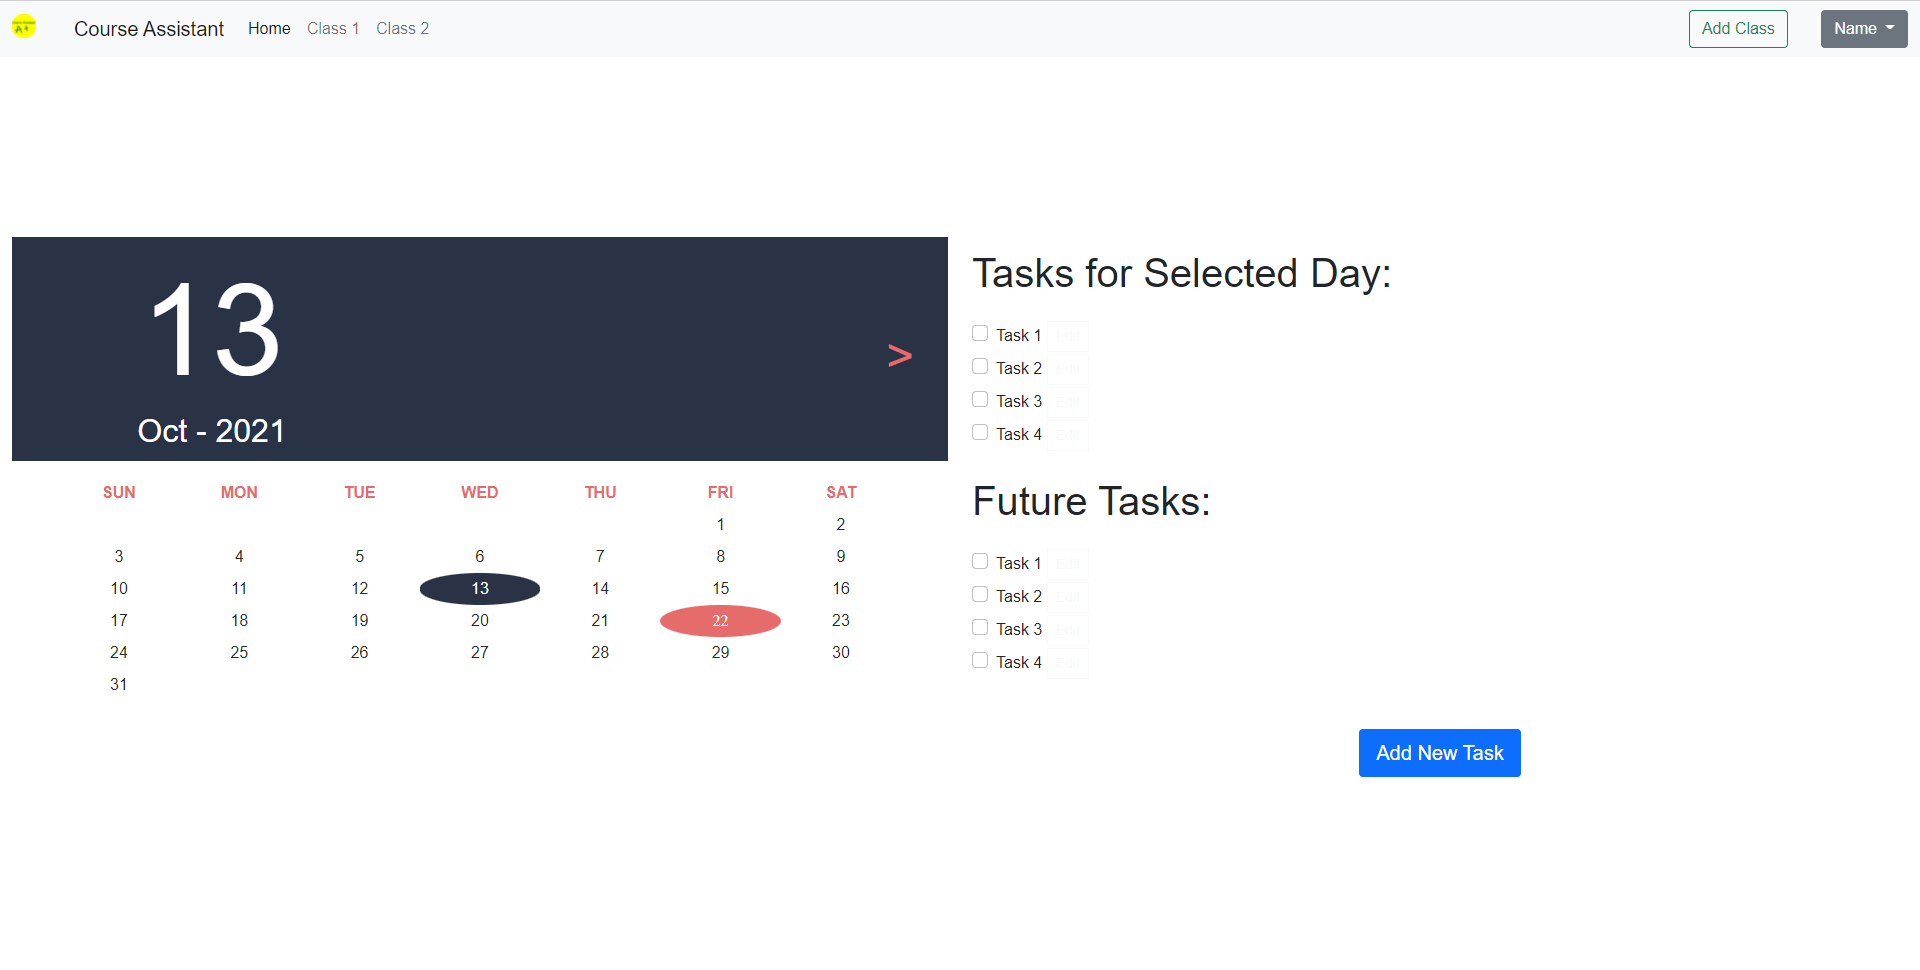 Course Assistant Home Class 1 Class 2 Add Class Name
13
>
Oct - 2021
SUN MON TUE WED THU FRI SAT
1 2
3 4 5 6 7 8 9
10 11 12 13 14 15 16
17 18 19 20 21 22 23
24 25 26 27 28 29 30
31
Tasks for Selected Day:
Task 1 Edit
Task 2 Edit
Task 3 Edit
Task 4 Edit
Future Tasks:
Task 1 Edit
Task 2 Edit
Task 3 Edit
Task 4 Edit
Add New Task